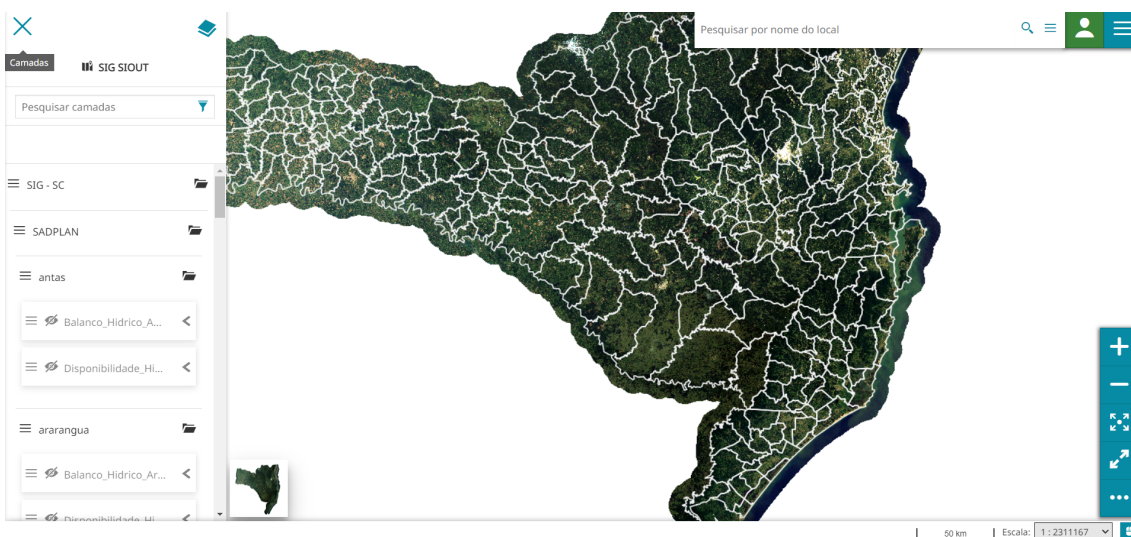 Pesquisar por nome do local
Camadas
SIG SIOUT
Pesquisar camadas
SIG - SC
SADPLAN
antas
Balanco_Hidrico_A...
Disponibilidade_Hi...
ararangua
Balanco_Hidrico_Ar...
Disponibilidade_Hi...
50 km
Escala:
1 : 2311167